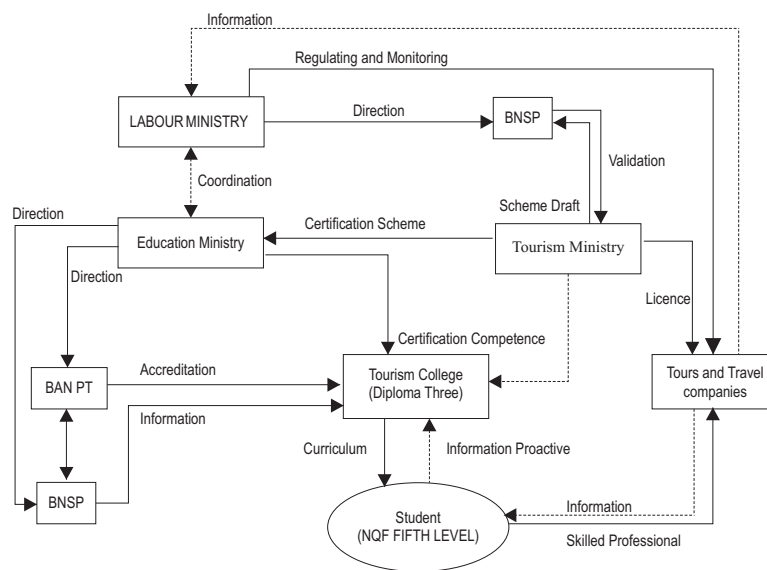 Information
Regulating and Monitoring
LABOUR MINISTRY
Direction
BNSP
Validation
Coordination
Scheme Draft
Direction
Education Ministry
Certification Scheme
Tourism Ministry
Direction
Licence
Certification Competence
BAN PT
Accreditation
Tourism College
(Diploma Three)
Tours and Travel
companies
Information
Curriculum
Information Proactive
BNSP
Student
(NQF FIFTH LEVEL)
Information
Skilled Professional